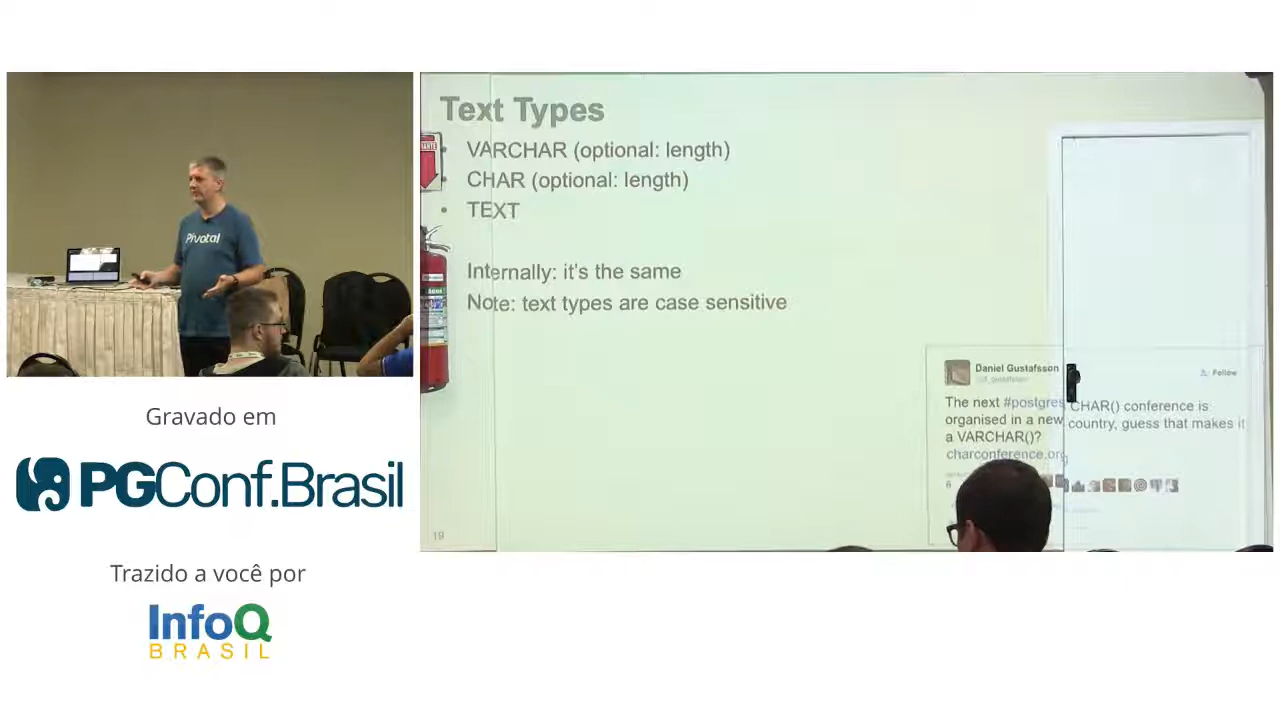 Text Types
• VARCHAR (optional: length)
• CHAR (optional: length)
• TEXT
Internally: it's the same
Note: text types are case sensitive
Daniel Gustafsson
Follow
The next #postgres CHAR() conference is
organised in a new country, guess that makes it
a VARCHAR()?
charconference.org
8
19
Pivotal
Gravado em
PGConf.Brasil
Trazido a você por
InfoQ
BRASIL